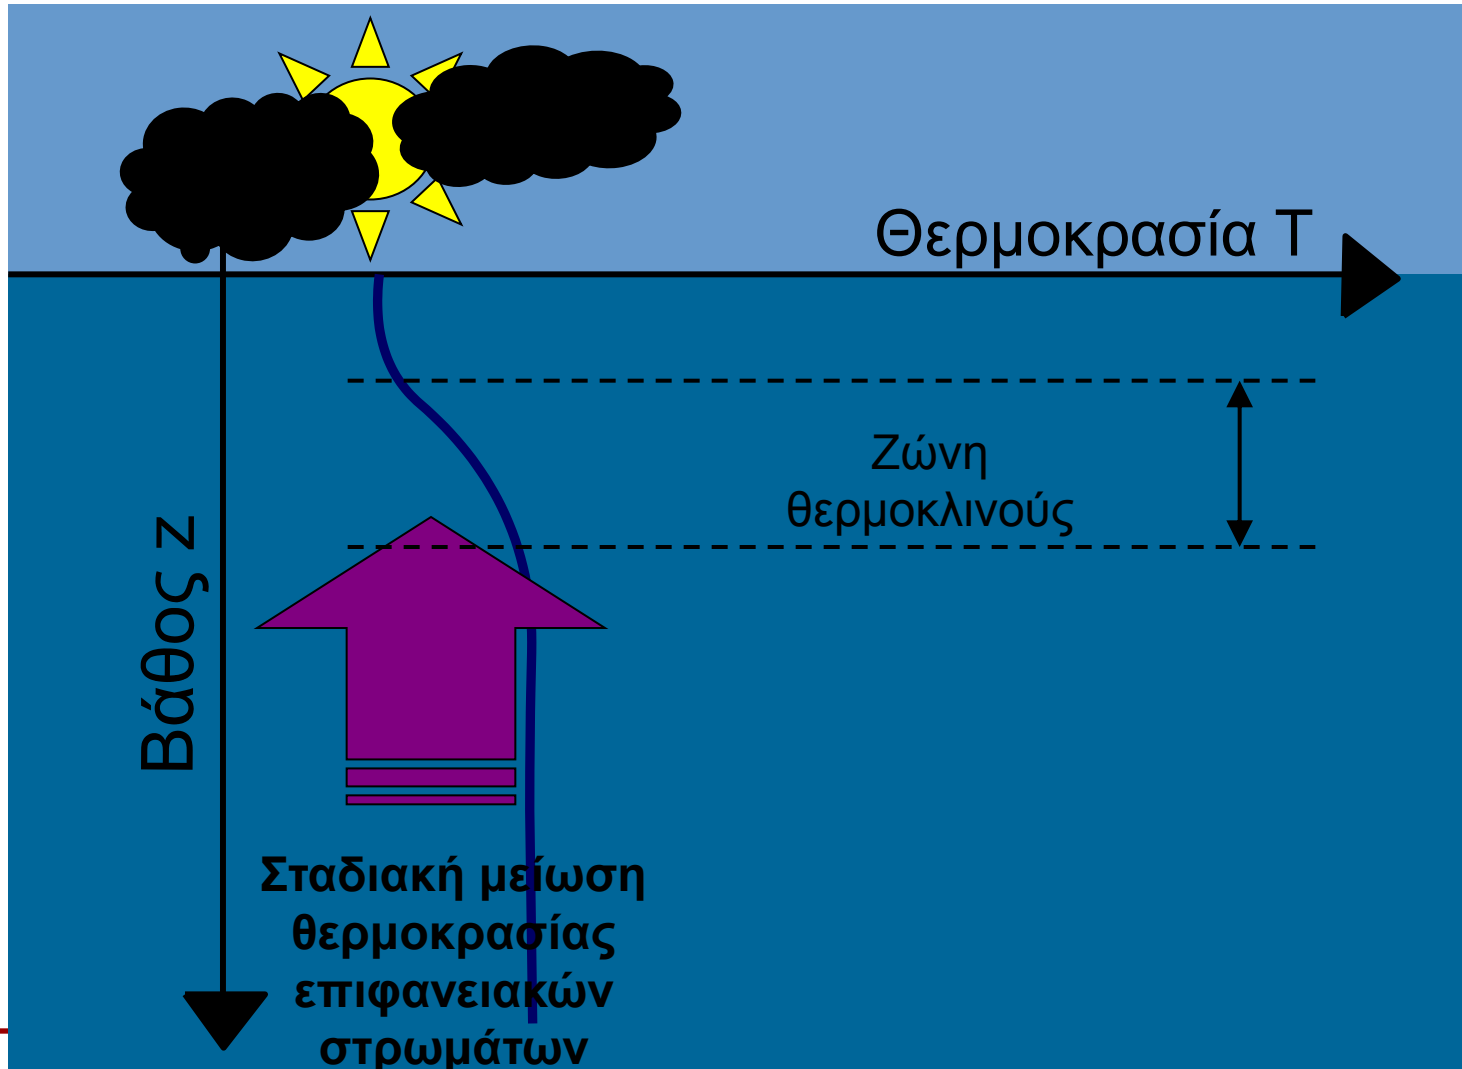 Θερμοκρασία Τ
Ζώνη
θερμοκλινούς
Βάθος z
Σταδιακή μείωση
θερμοκρασίας
επιφανειακών
στρωμάτων